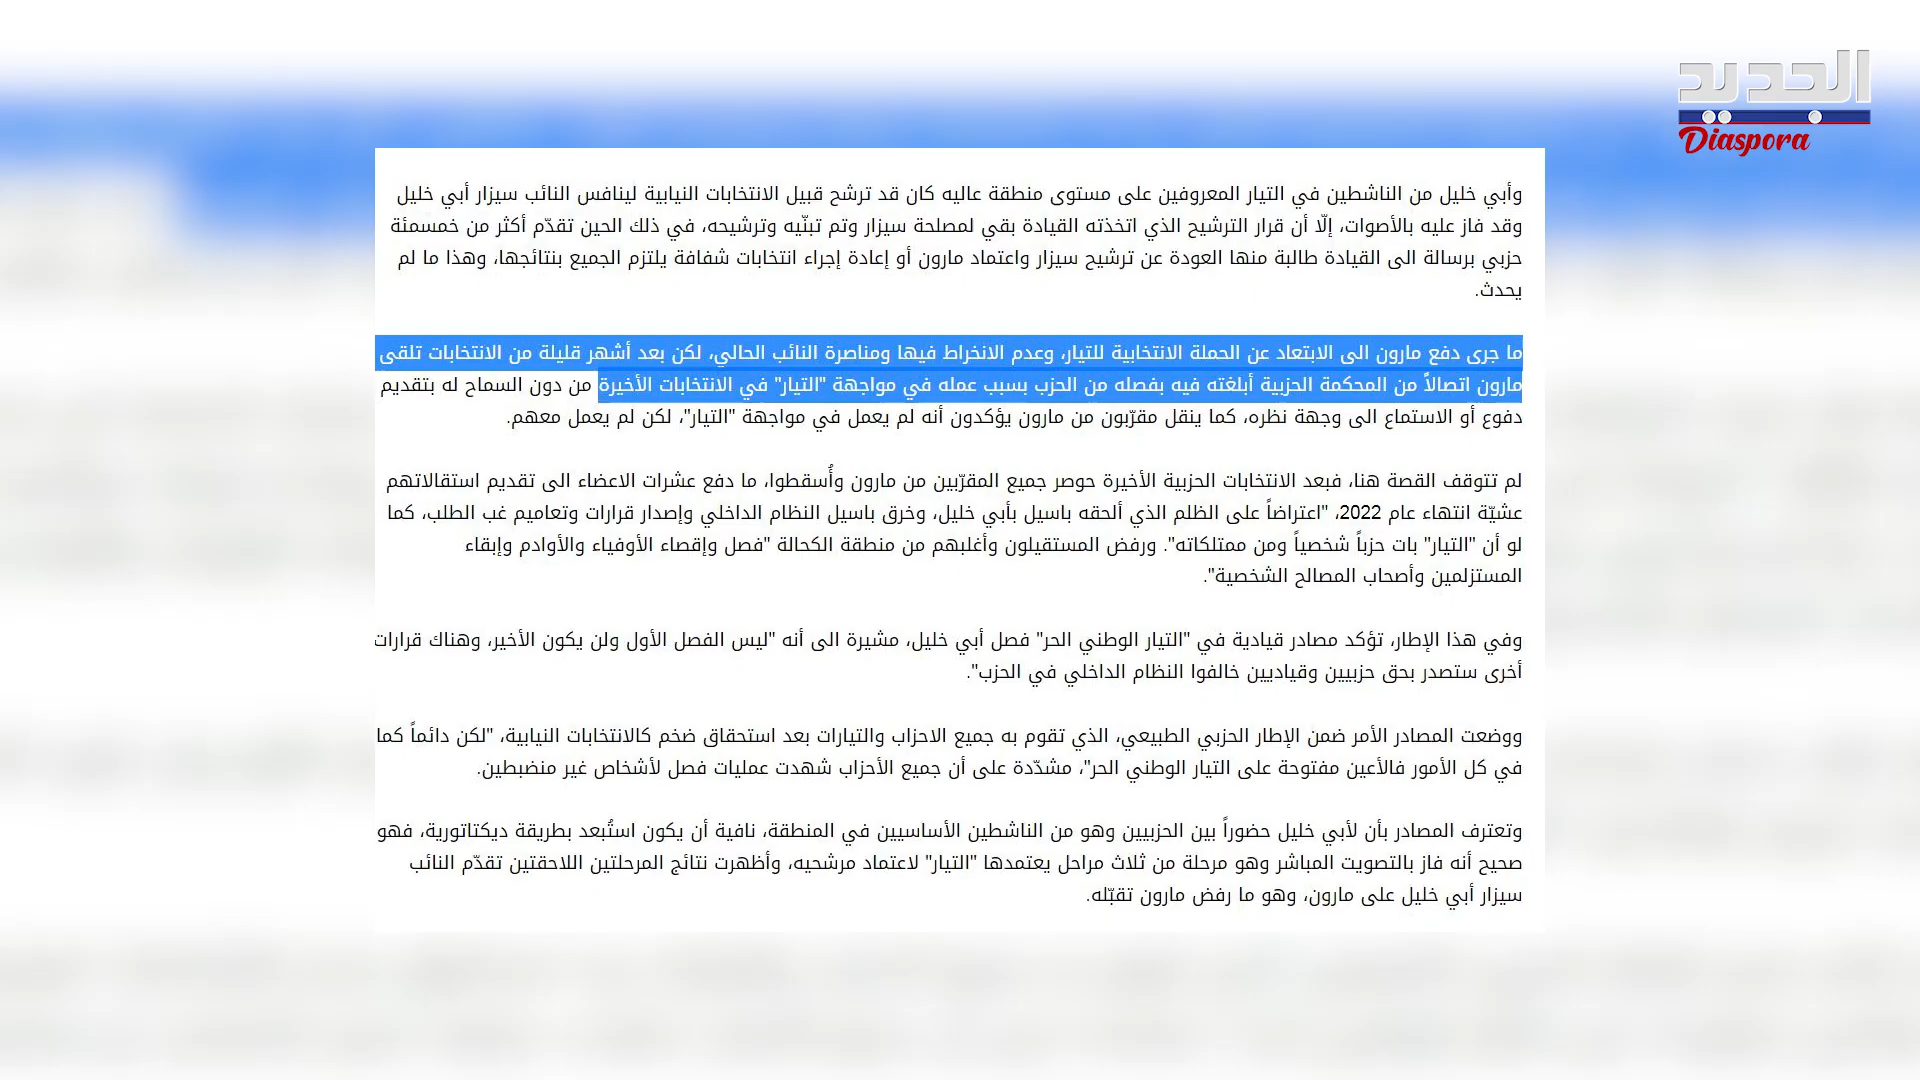 الجديد
Diaspora
وأبي خليل من الناشطين في التيار المعروفين على مستوى منطقة عاليه كان قد ترشح قبيل الانتخابات النيابية لينافس النائب سيزار أبي خليل
وقد فاز عليه بالأصوات، إلّا أن قرار الترشيح الذي اتخذته القيادة بقي لمصلحة سيزار وتم تبنّيه وترشيحه، في ذلك الحين تقدّم أكثر من خمسمئة
حزبي برسالة الى القيادة طالبة منها العودة عن ترشيح سيزار واعتماد مارون أو إعادة إجراء انتخابات شفافة يلتزم الجميع بنتائجها، وهذا ما لم
يحدث.
ما جرى دفع مارون الى الابتعاد عن الحملة الانتخابية للتيار، وعدم الانخراط فيها ومناصرة النائب الحالي، لكن بعد أشهر قليلة من الانتخابات تلقى
مارون اتصالاً من المحكمة الحزبية أبلغته فيه بفصله من الحزب بسبب عمله في مواجهة "التيار" في الانتخابات الأخيرة من دون السماح له بتقديم
دفوع أو الاستماع الى وجهة نظره، كما ينقل مقرّبون من مارون يؤكدون أنه لم يعمل في مواجهة "التيار"، لكن لم يعمل معهم.
لم تتوقف القصة هنا، فبعد الانتخابات الحزبية الأخيرة حوصر جميع المقرّبين من مارون وأُسقطوا، ما دفع عشرات الاعضاء الى تقديم استقالاتهم
عشيّة انتهاء عام 2022، "اعتراضاً على الظلم الذي ألحقه باسيل بأبي خليل، وخرق باسيل النظام الداخلي وإصدار قرارات وتعاميم غب الطلب، كما
لو أن "التيار" بات حزباً شخصياً ومن ممتلكاته". ورفض المستقيلون وأغلبهم من منطقة الكحالة "فصل وإقصاء الأوفياء والأوادم وإبقاء
المستزلمين وأصحاب المصالح الشخصية".
وفي هذا الإطار، تؤكد مصادر قيادية في "التيار الوطني الحر" فصل أبي خليل، مشيرة الى أنه "ليس الفصل الأول ولن يكون الأخير، وهناك قرارات
أخرى ستصدر بحق حزبيين وقياديين خالفوا النظام الداخلي في الحزب".
ووضعت المصادر الأمر ضمن الإطار الحزبي الطبيعي، الذي تقوم به جميع الاحزاب والتيارات بعد استحقاق ضخم كالانتخابات النيابية، "لكن دائماً كما
في كل الأمور فالأعين مفتوحة على التيار الوطني الحر"، مشدّدة على أن جميع الأحزاب شهدت عمليات فصل لأشخاص غير منضبطين.
وتعترف المصادر بأن لأبي خليل حضوراً بين الحزبيين وهو من الناشطين الأساسيين في المنطقة، نافية أن يكون استُبعد بطريقة ديكتاتورية، فهو
صحيح أنه فاز بالتصويت المباشر وهو مرحلة من ثلاث مراحل يعتمدها "التيار" لاعتماد مرشحيه، وأظهرت نتائج المرحلتين اللاحقتين تقدّم النائب
سيزار أبي خليل على مارون، وهو ما رفض مارون تقبّله.